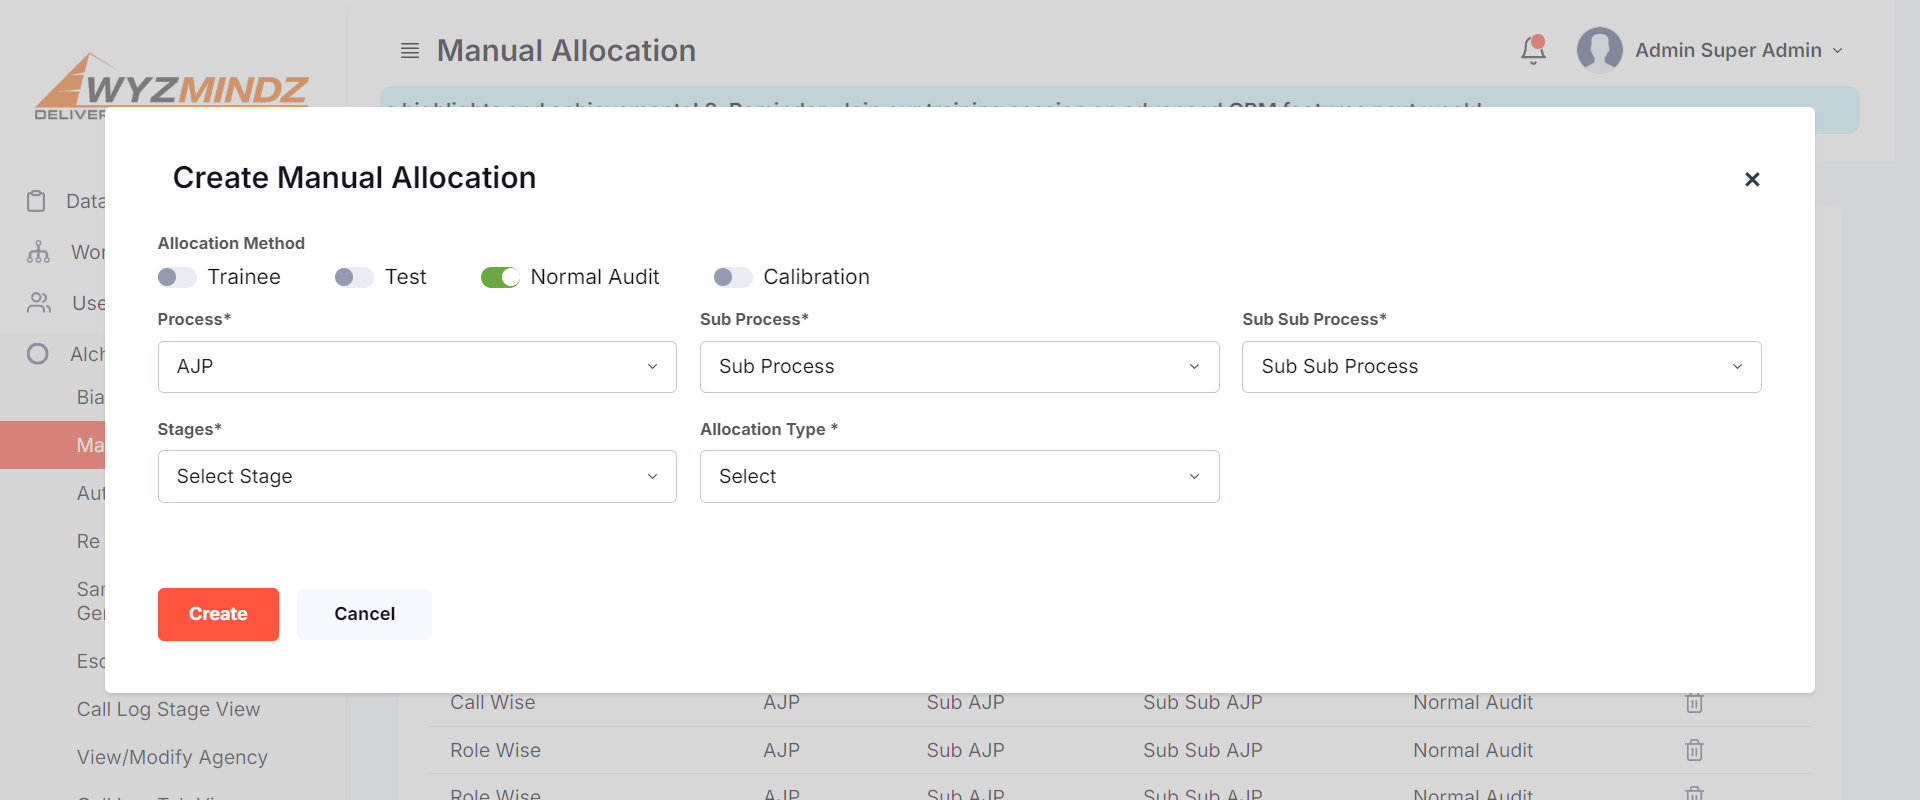 Manual Allocation
Admin Super Admin
WYZMINDZ
DELIVER
Create Manual Allocation
Allocation Method
Trainee Test Normal Audit Calibration
Process* Sub Process* Sub Sub Process*
AJP Sub Process Sub Sub Process
Stages* Allocation Type *
Select Stage Select
Create Cancel
Data
Wor
Use
Alch
Bia
Ma
Aut
Re
Sar
Ger
Esc
Call Log Stage View
View/Modify Agency
Call Wise AJP Sub AJP Sub Sub AJP Normal Audit
Role Wise AJP Sub AJP Sub Sub AJP Normal Audit
Role Wise AJP Sub AJP Sub Sub AJP Normal Audit